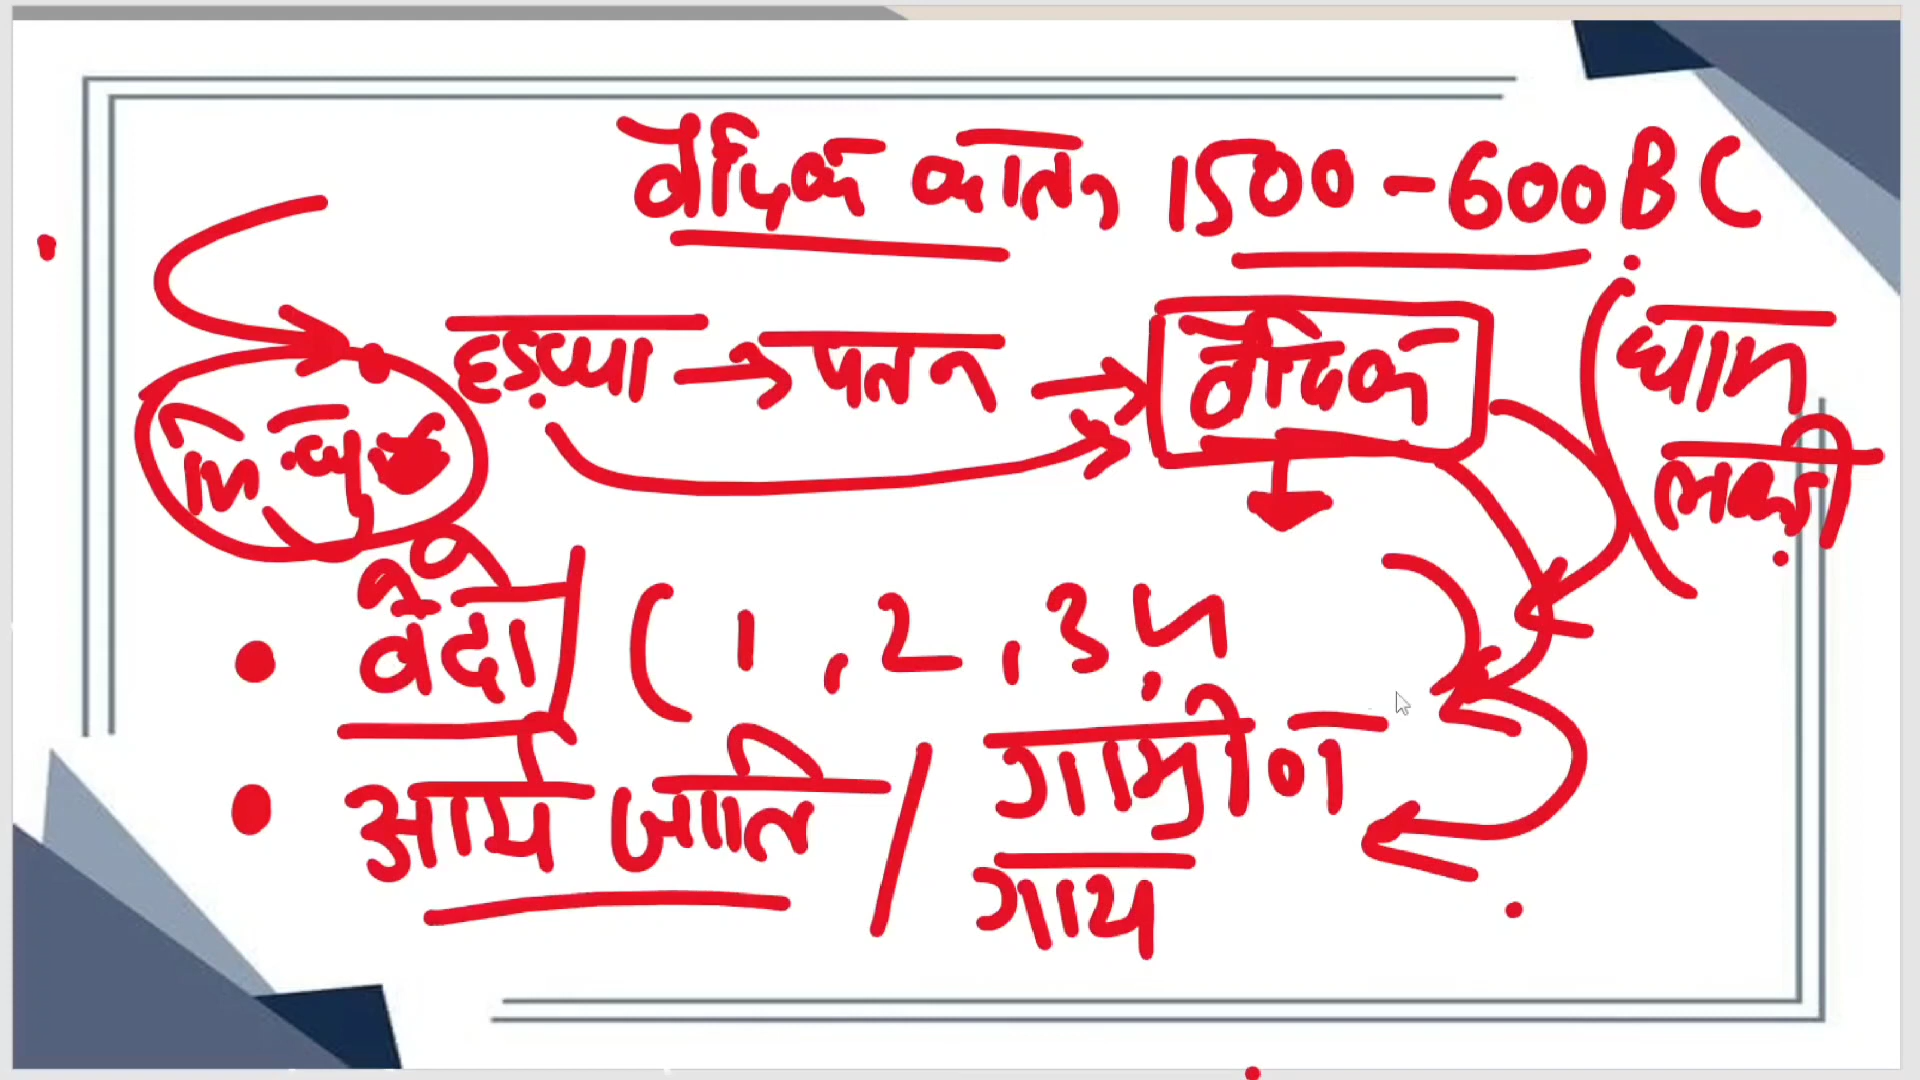 वैदिक काल 1500-600 BC
हड़प्पा → पतन → वैदिक
घास
लकड़ी
वेदों / ( 1 , 2 , 3 4
आर्य जाति / ग्रामीण
गाय